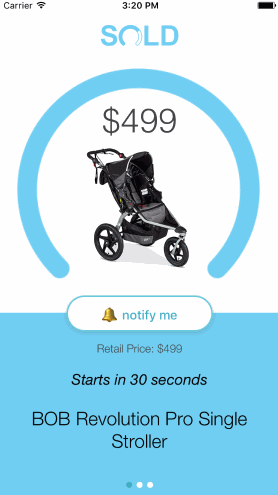 Carrier 3:20 PM
SOLD
$499
notify me
Retail Price: $499
Starts in 30 seconds
BOB Revolution Pro Single
Stroller